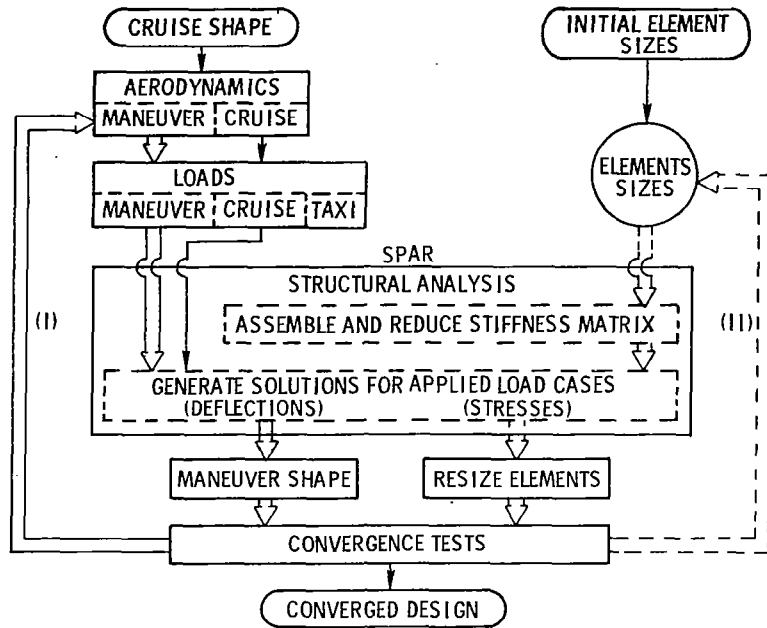 CRUISE SHAPE
INITIAL ELEMENT
SIZES
AERODYNAMICS
MANEUVER CRUISE
ELEMENTS
SIZES
LOADS
MANEUVER CRUISE TAXI
SPAR
STRUCTURAL ANALYSIS
ASSEMBLE AND REDUCE STIFFNESS MATRIX
(I)
(II)
GENERATE SOLUTIONS FOR APPLIED LOAD CASES
(DEFLECTIONS) (STRESSES)
MANEUVER SHAPE
RESIZE ELEMENTS
CONVERGENCE TESTS
CONVERGED DESIGN